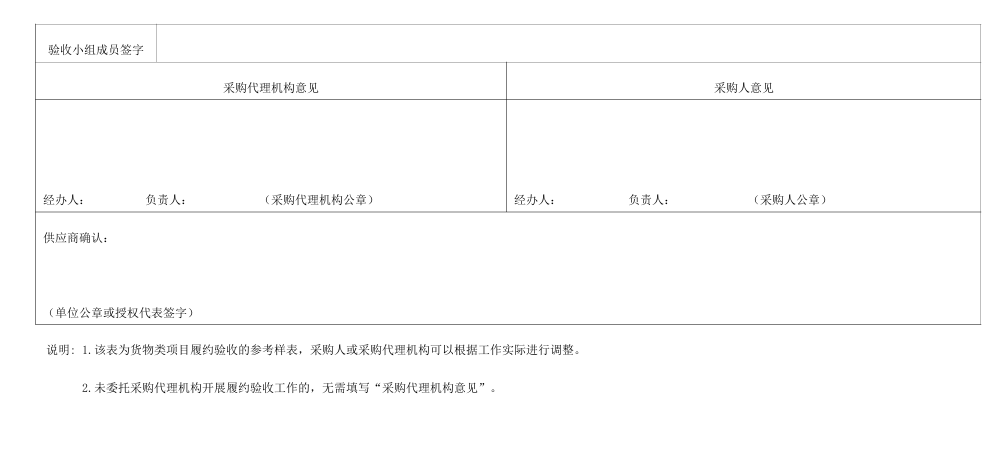 验收小组成员签字
采购代理机构意见 采购人意见
经办人： 负责人： （采购代理机构公章） 经办人： 负责人： （采购人公章）
供应商确认：
（单位公章或授权代表签字）
说明：1.该表为货物类项目履约验收的参考样表，采购人或采购代理机构可以根据工作实际进行调整。
2.未委托采购代理机构开展履约验收工作的，无需填写“采购代理机构意见”。